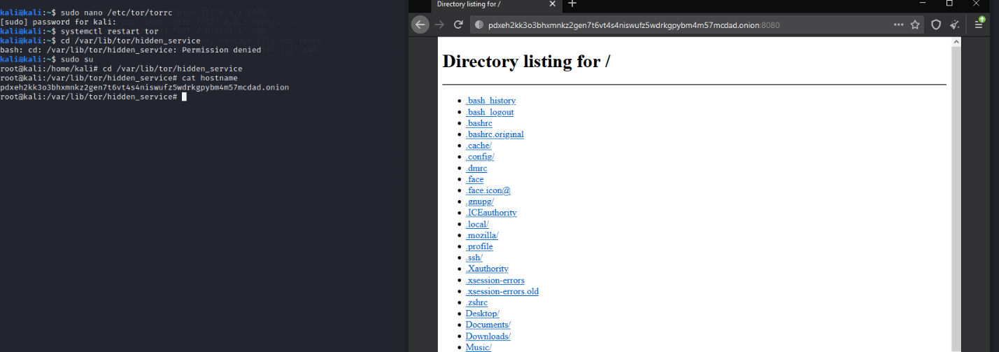 kali@kali:~$ sudo nano /etc/tor/torrc
[sudo] password for kali:
kali@kali:~$ systemctl restart tor
kali@kali:~$ cd /var/lib/tor/hidden_service
bash: cd: /var/lib/tor/hidden_service: Permission denied
kali@kali:~$ sudo su
root@kali:/home/kali# cd /var/lib/tor/hidden_service
root@kali:/var/lib/tor/hidden_service# cat hostname
pdxeh2kk3o3bhxmnkz2gen7t6vt4s4niswufz5wdrkgpybm4m57mcdad.onion
root@kali:/var/lib/tor/hidden_service#
Directory listing for /
pdxeh2kk3o3bhxmnkz2gen7t6vt4s4niswufz5wdrkgpybm4m57mcdad.onion:8080
Directory listing for /
.bash_history
.bash_logout
.bashrc
.bashrc.original
.cache/
.config/
.dmrc
.face
.face.icon@
.gnupg/
.ICEauthority
.local/
.mozilla/
.profile
.ssh/
.Xauthority
.xsession-errors
.xsession-errors.old
.zshrc
Desktop/
Documents/
Downloads/
Music/